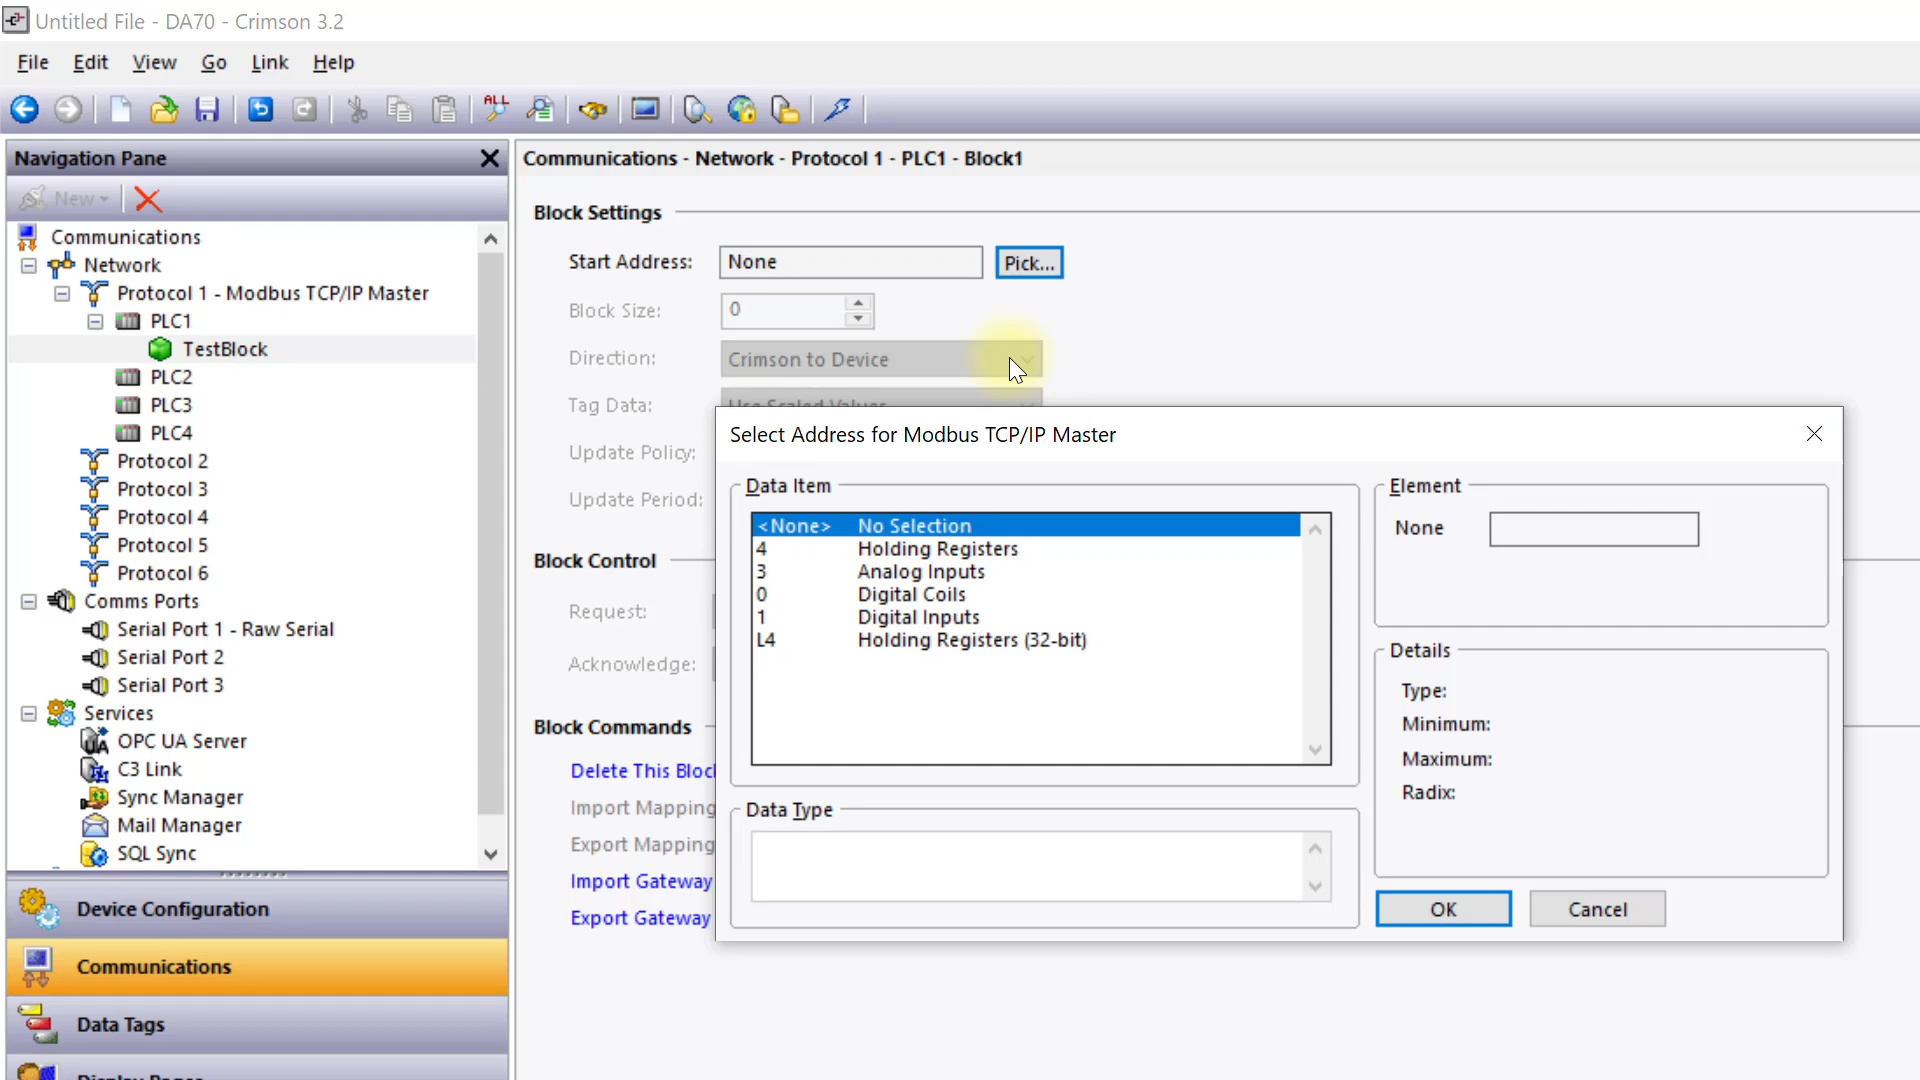 Untitled File - DA70 - Crimson 3.2
File Edit View Go Link Help
ALL
Navigation Pane
New
Communications
Network
Protocol 1 - Modbus TCP/IP Master
PLC1
TestBlock
PLC2
PLC3
PLC4
Protocol 2
Protocol 3
Protocol 4
Protocol 5
Protocol 6
Comms Ports
Serial Port 1 - Raw Serial
Serial Port 2
Serial Port 3
Services
OPC UA Server
C3 Link
Sync Manager
Mail Manager
SQL Sync
Device Configuration
Communications
Data Tags
Communications - Network - Protocol 1 - PLC1 - Block1
Block Settings
Start Address: None Pick...
Block Size: 0
Direction: Crimson to Device
Tag Data: Use Scaled Values
Update Policy:
Update Period:
Block Control
Request:
Acknowledge:
Block Commands
Delete This Bloc
Import Mapping
Export Mapping
Import Gateway
Export Gateway
Select Address for Modbus TCP/IP Master
Data Item
<None> No Selection
4 Holding Registers
3 Analog Inputs
0 Digital Coils
1 Digital Inputs
L4 Holding Registers (32-bit)
Data Type
Element
None
Details
Type:
Minimum:
Maximum:
Radix:
OK Cancel